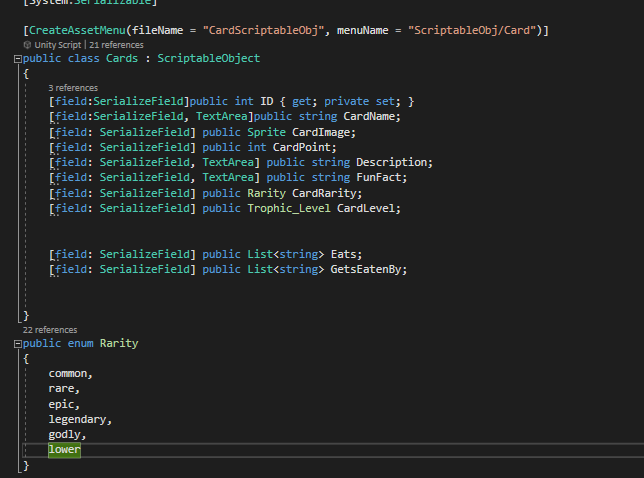 [System.Serializable]
[CreateAssetMenu(fileName = "CardScriptableObj", menuName = "ScriptableObj/Card")]
Unity Script | 21 references
public class Cards : ScriptableObject
{
3 references
[field:SerializeField]public int ID { get; private set; }
[field:SerializeField, TextArea]public string CardName;
[field: SerializeField] public Sprite CardImage;
[field: SerializeField] public int CardPoint;
[field: SerializeField, TextArea] public string Description;
[field: SerializeField, TextArea] public string FunFact;
[field: SerializeField] public Rarity CardRarity;
[field: SerializeField] public Trophic_Level CardLevel;
[field: SerializeField] public List<string> Eats;
[field: SerializeField] public List<string> GetsEatenBy;
}
22 references
public enum Rarity
{
common,
rare,
epic,
legendary,
godly,
lower
}